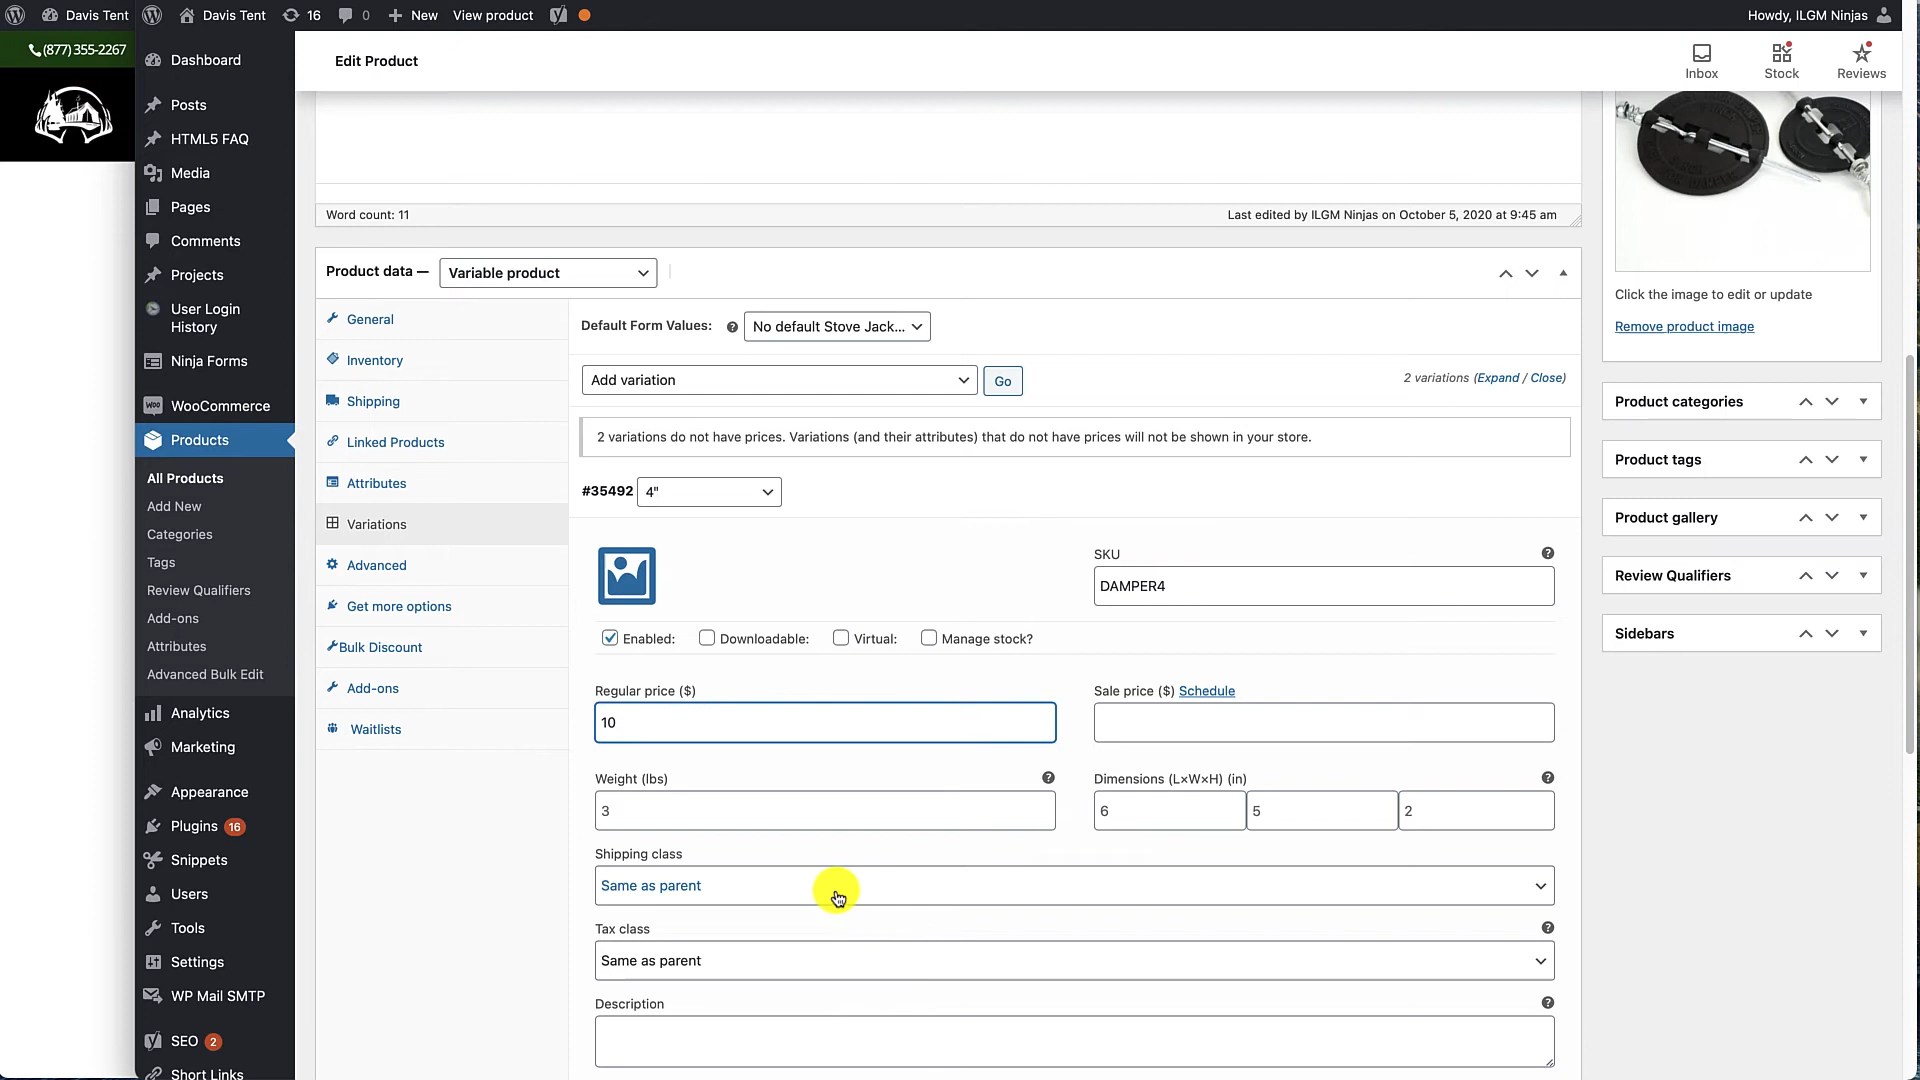 Davis Tent
Davis Tent
16
0
New
View product
Howdy, ILGM Ninjas
(877) 355-2267
Dashboard
Posts
HTML5 FAQ
Media
Pages
Comments
Projects
User Login
History
Ninja Forms
WooCommerce
Products
All Products
Add New
Categories
Tags
Review Qualifiers
Add-ons
Attributes
Advanced Bulk Edit
Analytics
Marketing
Appearance
Plugins 16
Snippets
Users
Tools
Settings
WP Mail SMTP
SEO 2
Short Links
Edit Product
Inbox
Stock
Reviews
Word count: 11
Last edited by ILGM Ninjas on October 5, 2020 at 9:45 am
Product data —
Variable product
General
Inventory
Shipping
Linked Products
Attributes
Variations
Advanced
Get more options
Bulk Discount
Add-ons
Waitlists
Default Form Values:
No default Stove Jack...
Add variation
Go
2 variations (Expand / Close)
2 variations do not have prices. Variations (and their attributes) that do not have prices will not be shown in your store.
#35492
4"
SKU
DAMPER4
Enabled:
Downloadable:
Virtual:
Manage stock?
Regular price ($)
10
Sale price ($) Schedule
Weight (lbs)
3
Dimensions (L×W×H) (in)
6
5
2
Shipping class
Same as parent
Tax class
Same as parent
Description
Click the image to edit or update
Remove product image
Product categories
Product tags
Product gallery
Review Qualifiers
Sidebars